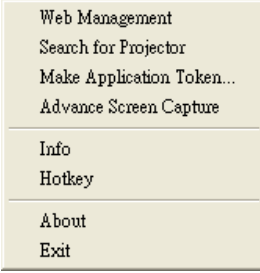 Web Management
Search for Projector
Make Application Token...
Advance Screen Capture
Info
Hotkey
About
Exit